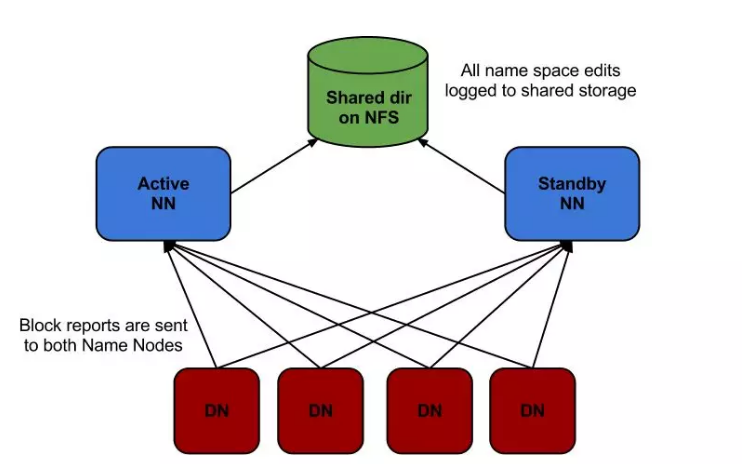 Shared dir
on NFS
All name space edits
logged to shared storage
Active
NN
Standby
NN
Block reports are sent
to both Name Nodes
DN
DN
DN
DN